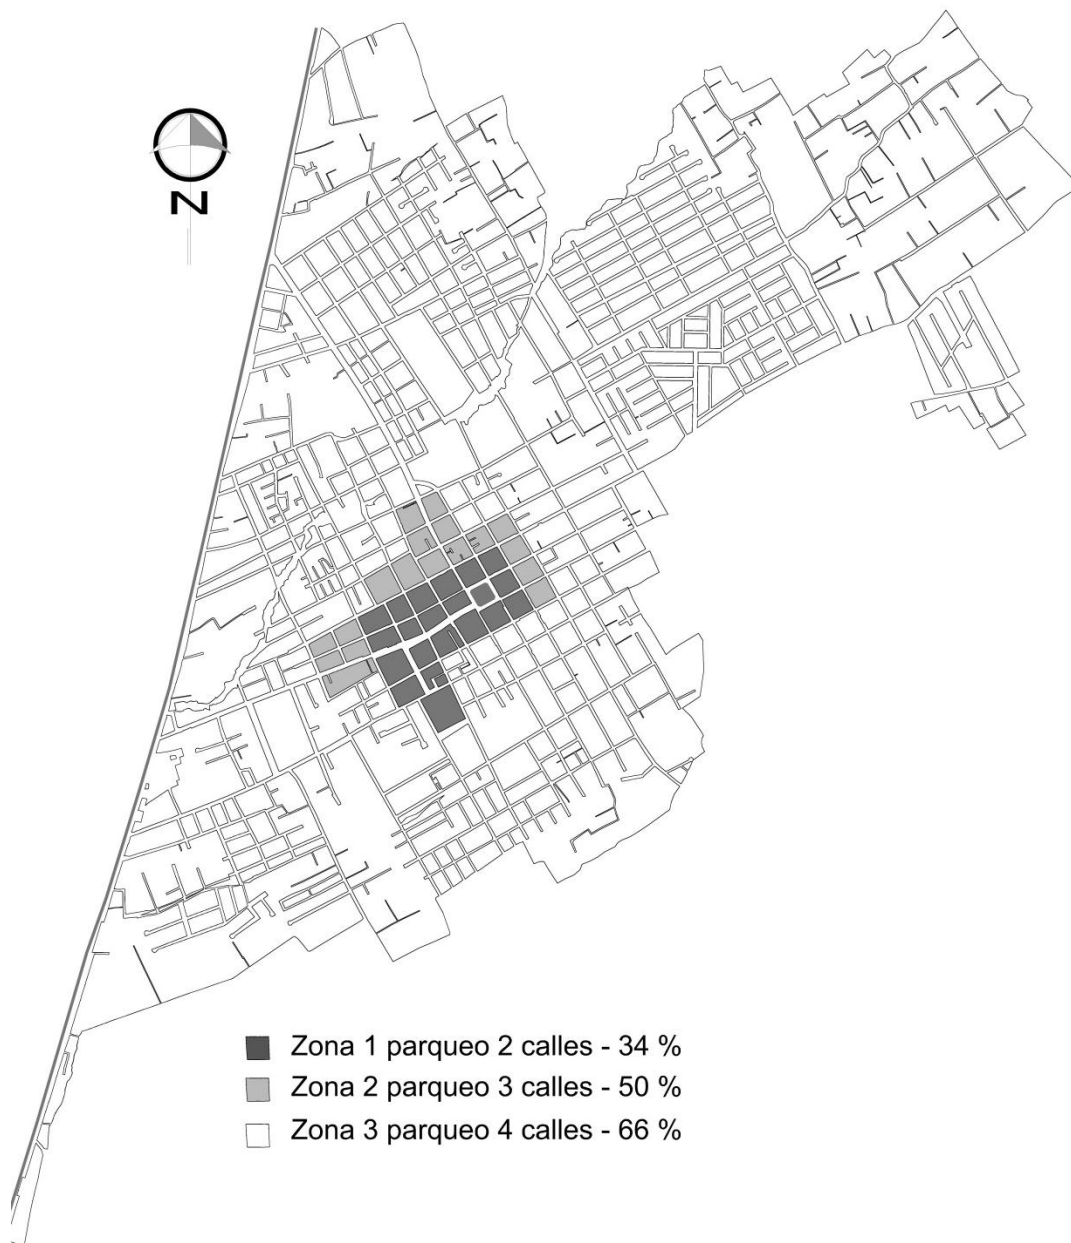 N
Zona 1 parqueo 2 calles - 34 %
Zona 2 parqueo 3 calles - 50 %
Zona 3 parqueo 4 calles - 66 %